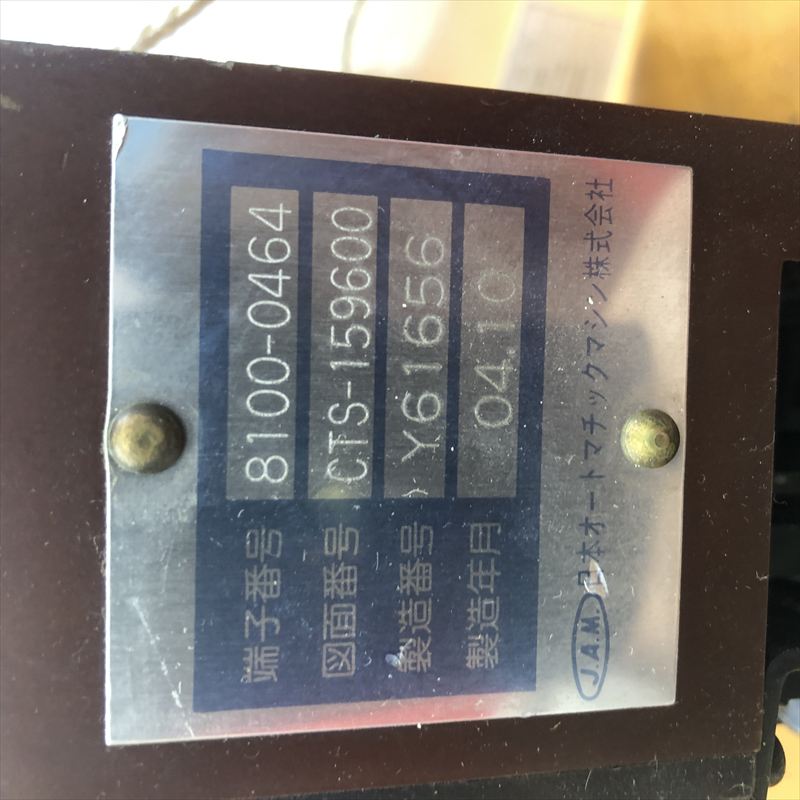 端子番号 8100-0464
図面番号 CTS-159600
製造番号 Y61656
製造年月 04.10
J.A.M. 日本オートマチックマシン株式会社